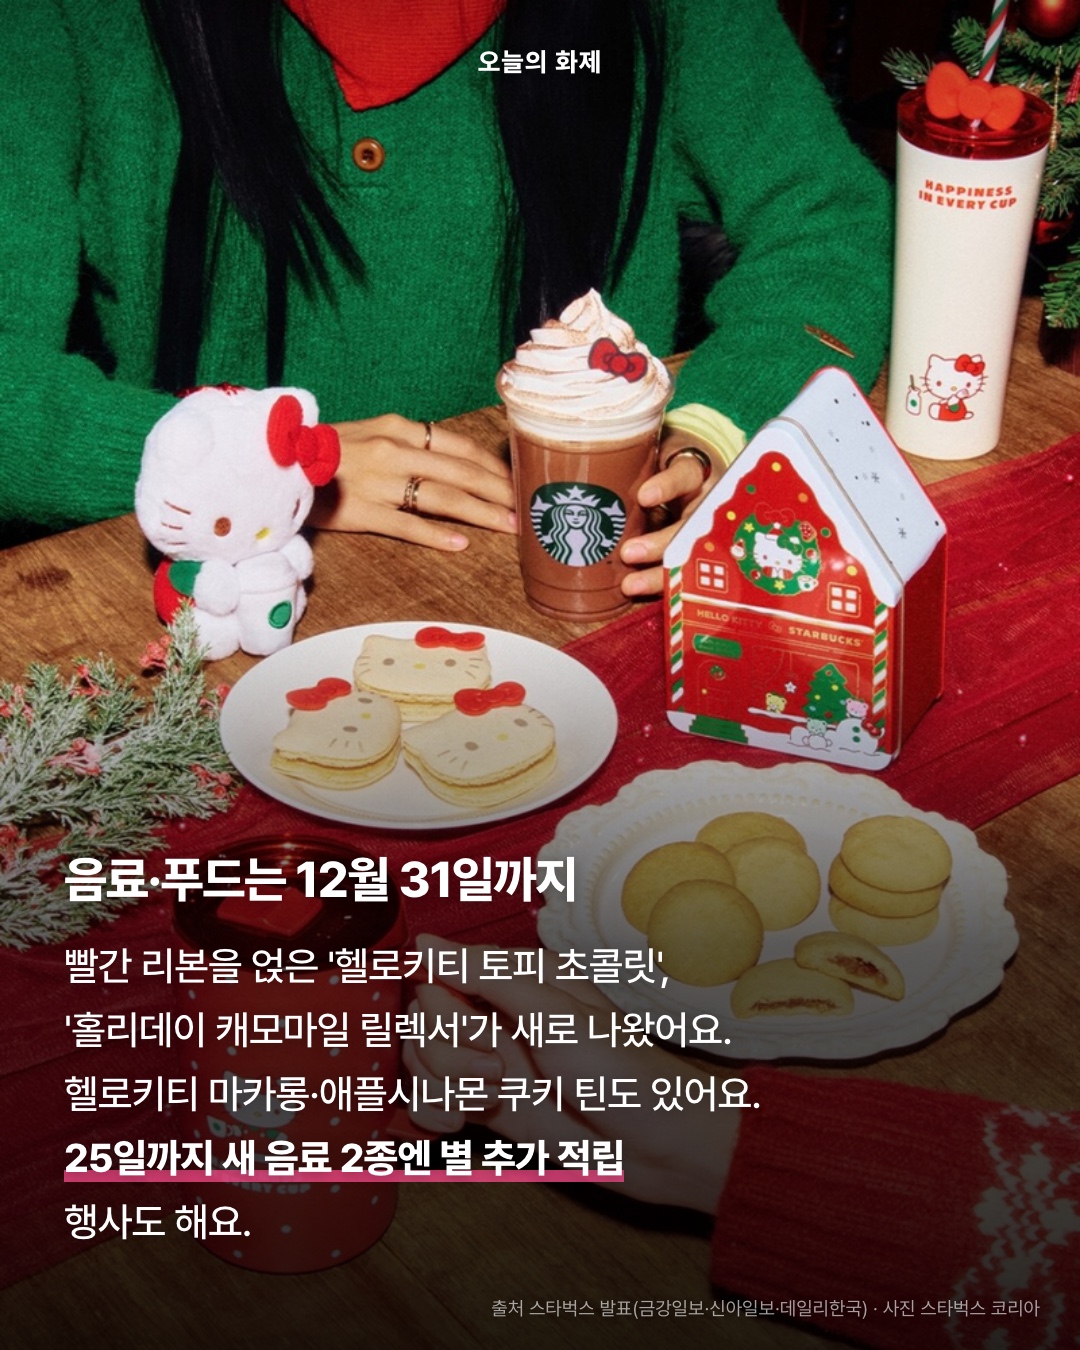 오늘의 화제
HAPPINESS
IN EVERY CUP
HELLO KITTY
STARBUCKS
음료·푸드는 12월 31일까지
빨간 리본을 얹은 '헬로키티 토피 초콜릿',
'홀리데이 캐모마일 릴렉서'가 새로 나왔어요.
헬로키티 마카롱·애플시나몬 쿠키 틴도 있어요.
25일까지 새 음료 2종엔 별 추가 적립
행사도 해요.
출처 스타벅스 발표(금강일보·신아일보·데일리한국) · 사진 스타벅스 코리아